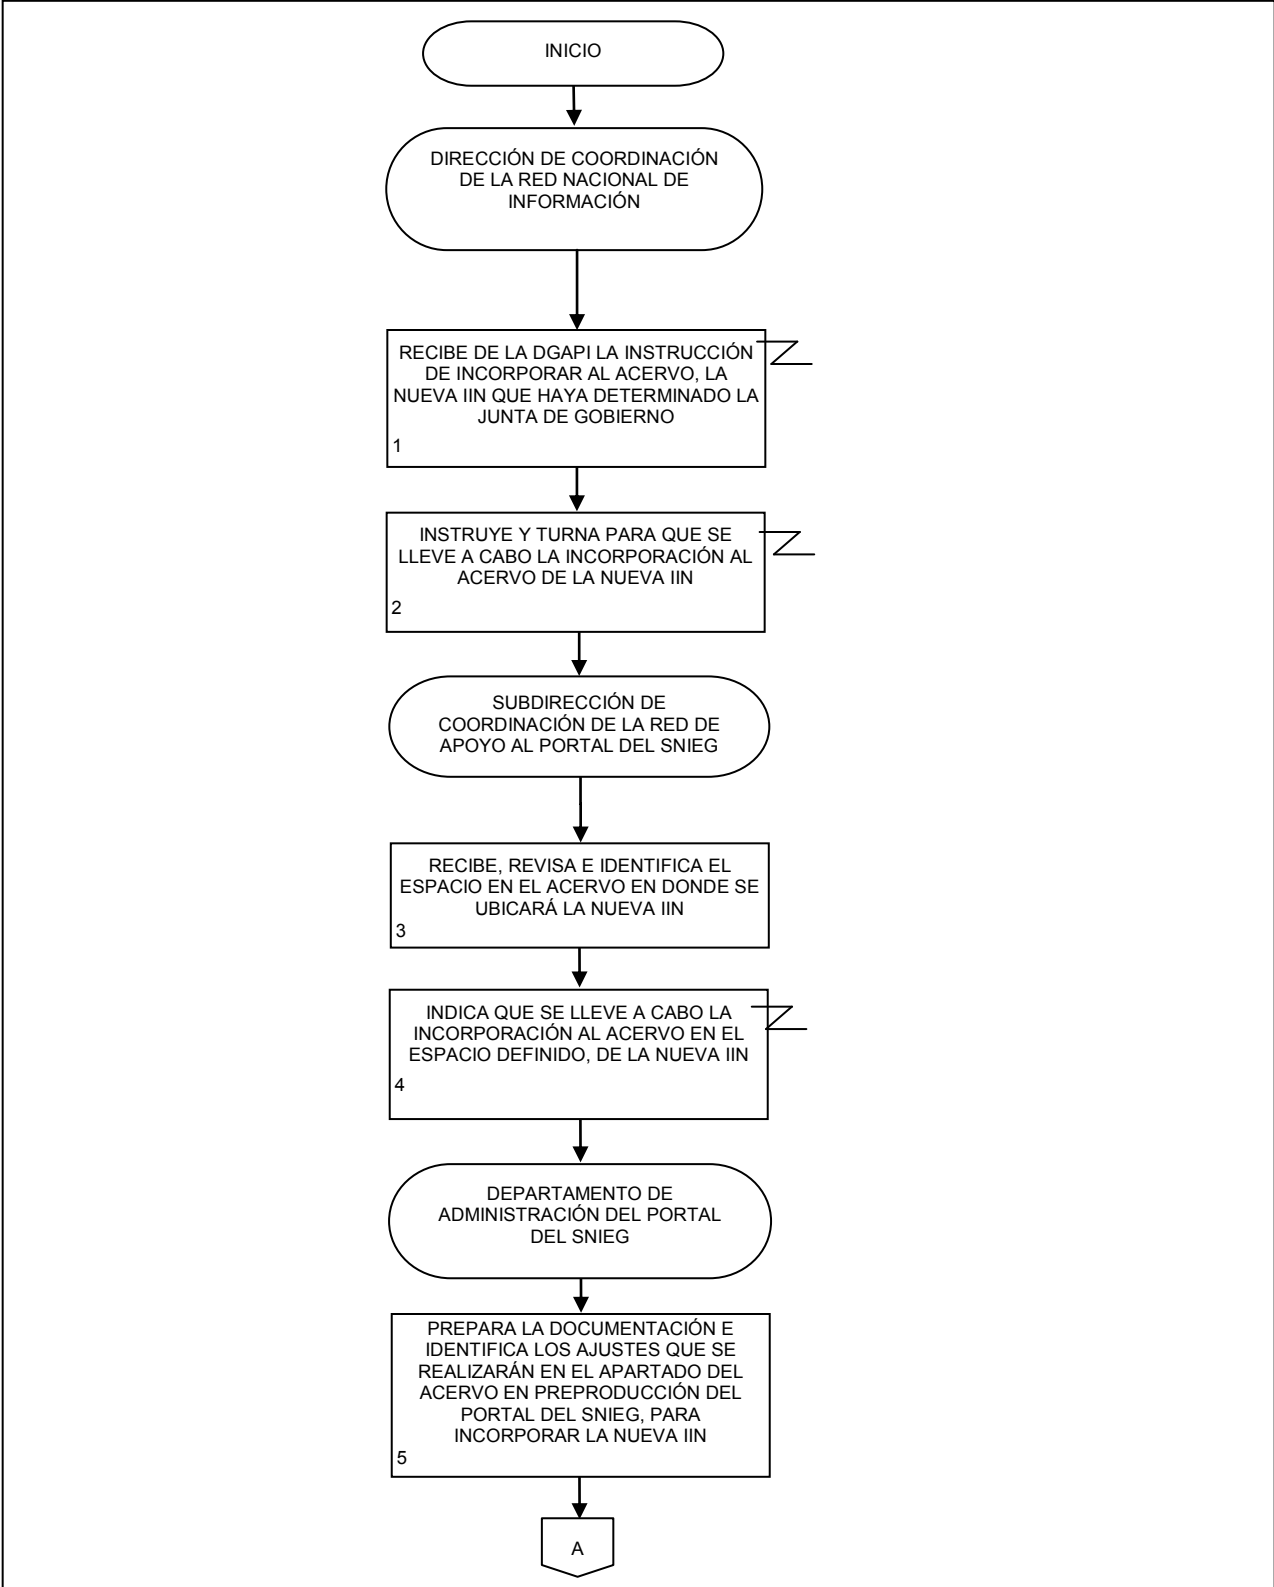 INICIO
DIRECCIÓN DE COORDINACIÓN
DE LA RED NACIONAL DE
INFORMACIÓN
RECIBE DE LA DGAPI LA INSTRUCCIÓN
DE INCORPORAR AL ACERVO, LA
NUEVA IIN QUE HAYA DETERMINADO LA
JUNTA DE GOBIERNO
1
INSTRUYE Y TURNA PARA QUE SE
LLEVE A CABO LA INCORPORACIÓN AL
ACERVO DE LA NUEVA IIN
2
SUBDIRECCIÓN DE
COORDINACIÓN DE LA RED DE
APOYO AL PORTAL DEL SNIEG
RECIBE, REVISA E IDENTIFICA EL
ESPACIO EN EL ACERVO EN DONDE SE
UBICARÁ LA NUEVA IIN
3
INDICA QUE SE LLEVE A CABO LA
INCORPORACIÓN AL ACERVO EN EL
ESPACIO DEFINIDO, DE LA NUEVA IIN
4
DEPARTAMENTO DE
ADMINISTRACIÓN DEL PORTAL
DEL SNIEG
PREPARA LA DOCUMENTACIÓN E
IDENTIFICA LOS AJUSTES QUE SE
REALIZARÁN EN EL APARTADO DEL
ACERVO EN PREPRODUCCIÓN DEL
PORTAL DEL SNIEG, PARA
INCORPORAR LA NUEVA IIN
5
A